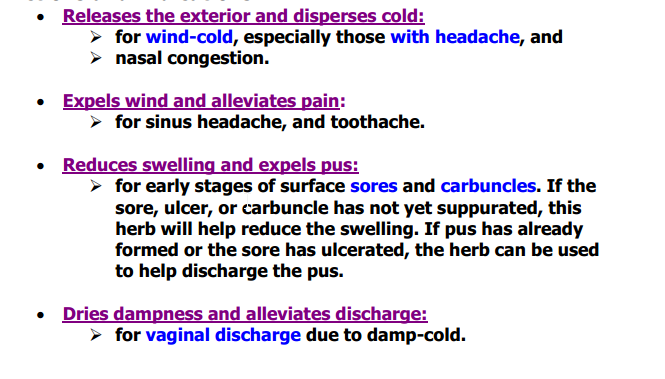 • Releases the exterior and disperses cold:
➢ for wind-cold, especially those with headache, and
➢ nasal congestion.
• Expels wind and alleviates pain:
➢ for sinus headache, and toothache.
• Reduces swelling and expels pus:
➢ for early stages of surface sores and carbuncles. If the
sore, ulcer, or carbuncle has not yet suppurated, this
herb will help reduce the swelling. If pus has already
formed or the sore has ulcerated, the herb can be used
to help discharge the pus.
• Dries dampness and alleviates discharge:
➢ for vaginal discharge due to damp-cold.